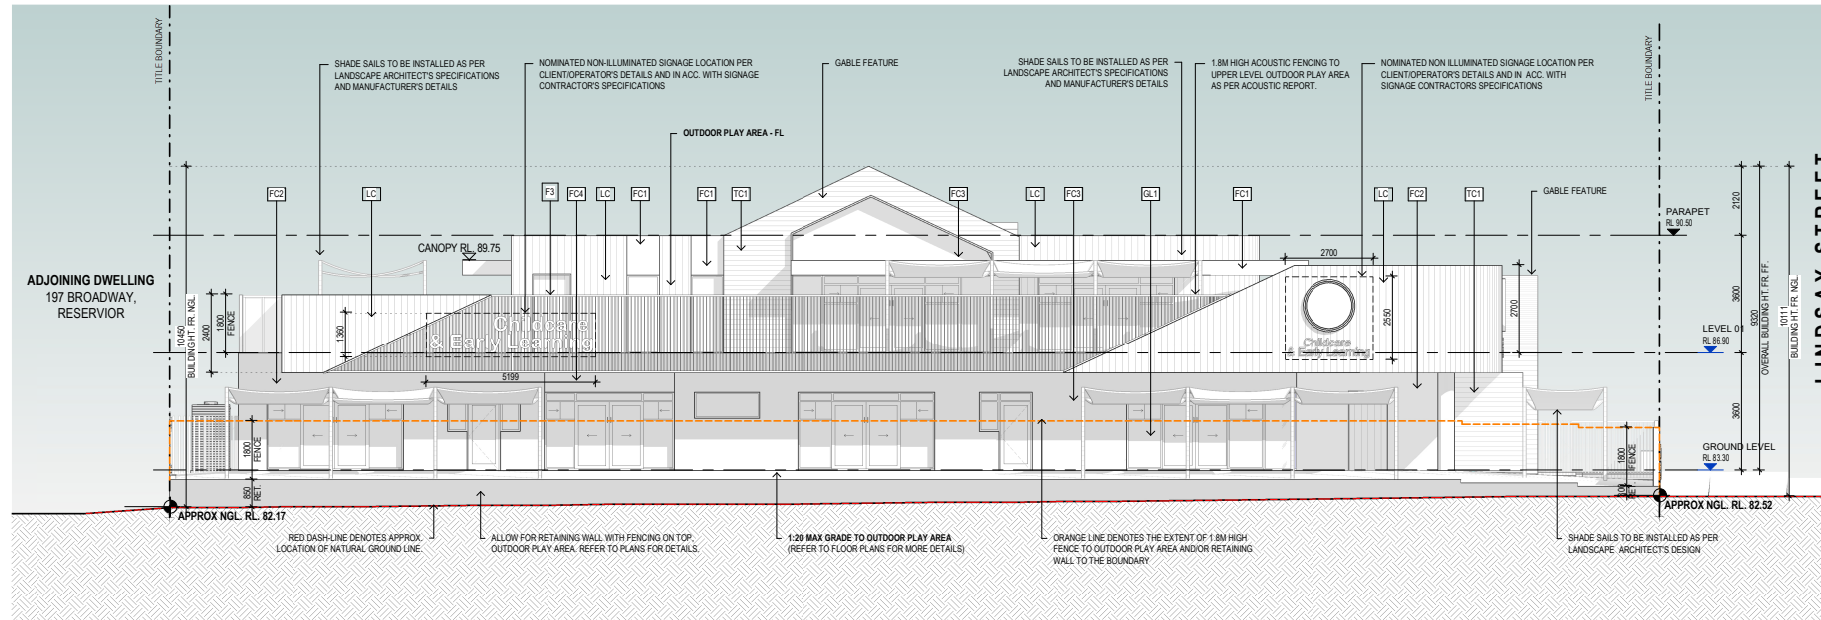 TITLE BOUNDARY
SHADE SAILS TO BE INSTALLED AS PER
LANDSCAPE ARCHITECT'S SPECIFICATIONS
AND MANUFACTURER'S DETAILS
NOMINATED NON-ILLUMINATED SIGNAGE LOCATION PER
CLIENT/OPERATOR'S DETAILS AND IN ACC. WITH SIGNAGE
CONTRACTOR'S SPECIFICATIONS
GABLE FEATURE
SHADE SAILS TO BE INSTALLED AS PER
LANDSCAPE ARCHITECT'S SPECIFICATIONS
AND MANUFACTURER'S DETAILS
1.8M HIGH ACOUSTIC FENCING TO
UPPER LEVEL OUTDOOR PLAY AREA
AS PER ACOUSTIC REPORT.
NOMINATED NON ILLUMINATED SIGNAGE LOCATION PER
CLIENT/OPERATOR'S DETAILS AND IN ACC. WITH
SIGNAGE CONTRACTORS SPECIFICATIONS
TITLE BOUNDARY
OUTDOOR PLAY AREA - FL
FC2
LC
F3
FC4
LC
FC1
FC1
TC1
FC3
LC
FC3
GL1
FC1
LC
FC2
TC1
GABLE FEATURE
LINDSAY STREET
PARAPET
RL 90.50
CANOPY RL. 89.75
ADJOINING DWELLING
197 BROADWAY,
RESERVIOR
10450
BUILDING HT. FR. NGL
2400
1800
FENCE
1360
Childcare
& Early Learning
5199
2700
2550
Childcare
& Early Learning
2700
2120
3600
3600
9320
OVERALL BUILDING HT. FR. FF.
10111
BUILDING HT. FR. NGL
LEVEL 01
RL 86.90
GROUND LEVEL
RL 83.30
1800
FENCE
850
RET.
1800
FENCE
RET.
APPROX NGL. RL. 82.17
APPROX NGL. RL. 82.52
RED DASH-LINE DENOTES APPROX.
LOCATION OF NATURAL GROUND LINE.
ALLOW FOR RETAINING WALL WITH FENCING ON TOP,
OUTDOOR PLAY AREA. REFER TO PLANS FOR DETAILS.
1:20 MAX GRADE TO OUTDOOR PLAY AREA
(REFER TO FLOOR PLANS FOR MORE DETAILS)
ORANGE LINE DENOTES THE EXTENT OF 1.8M HIGH
FENCE TO OUTDOOR PLAY AREA AND/OR RETAINING
WALL TO THE BOUNDARY
SHADE SAILS TO BE INSTALLED AS PER
LANDSCAPE ARCHITECT'S DESIGN